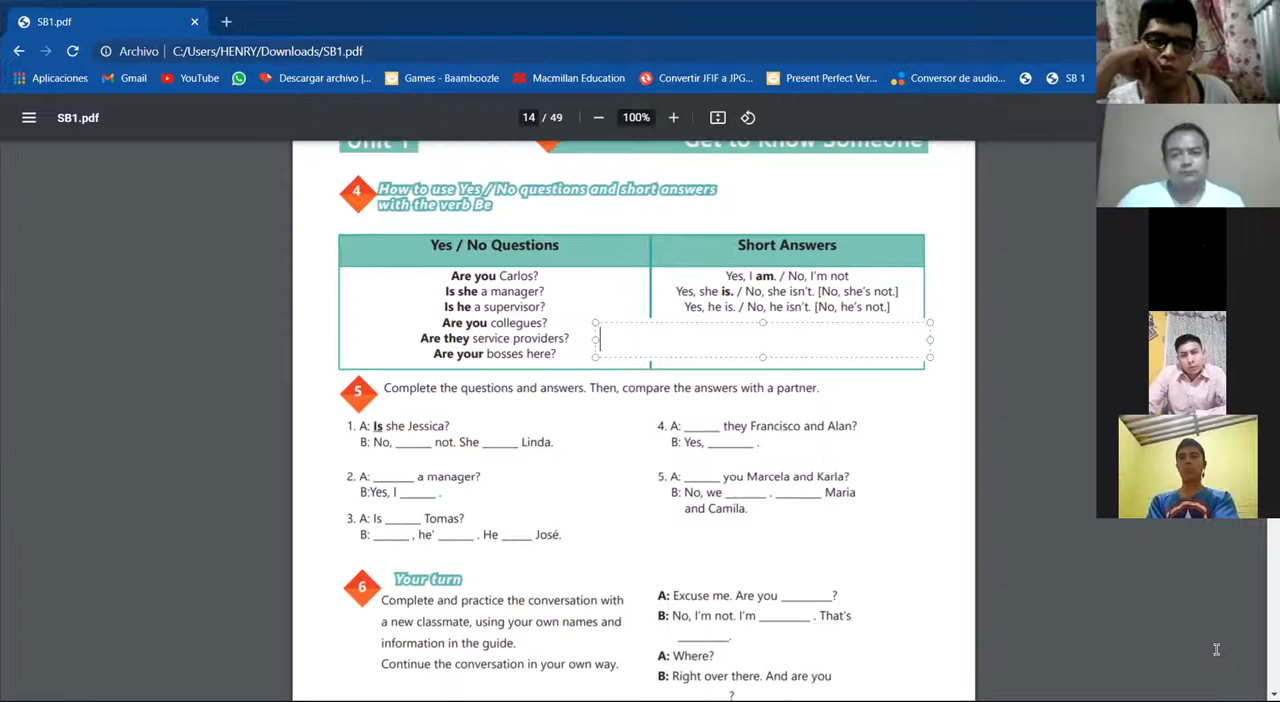 SB1.pdf
Archivo C:/Users/HENRY/Downloads/SB1.pdf
Aplicaciones Gmail YouTube Descargar archivo |... Games - Baamboozle Macmillan Education Convertir JFIF a JPG... Present Perfect Ver... Conversor de audio... SB 1
SB1.pdf 14 / 49 100%
Unit 1 Get to Know Someone
4 How to use Yes / No questions and short answers
with the verb Be
Yes / No Questions Short Answers
Are you Carlos? Yes, I am. / No, I'm not
Is she a manager? Yes, she is. / No, she isn't. [No, she's not.]
Is he a supervisor? Yes, he is. / No, he isn't. [No, he's not.]
Are you collegues?
Are they service providers?
Are your bosses here?
5 Complete the questions and answers. Then, compare the answers with a partner.
1. A: Is she Jessica?
B: No, ______ not. She ______ Linda.
2. A: _______ a manager?
B:Yes, I ______ .
3. A: Is ______ Tomas?
B: ______ , he' ______ . He _____ José.
4. A: ______ they Francisco and Alan?
B: Yes, ________ .
5. A: ______ you Marcela and Karla?
B: No, we _______ . ________ Maria
and Camila.
6 Your turn
Complete and practice the conversation with
a new classmate, using your own names and
information in the guide.
Continue the conversation in your own way.
A: Excuse me. Are you _________?
B: No, I'm not. I'm _________ . That's
_________.
A: Where?
B: Right over there. And are you
_________?